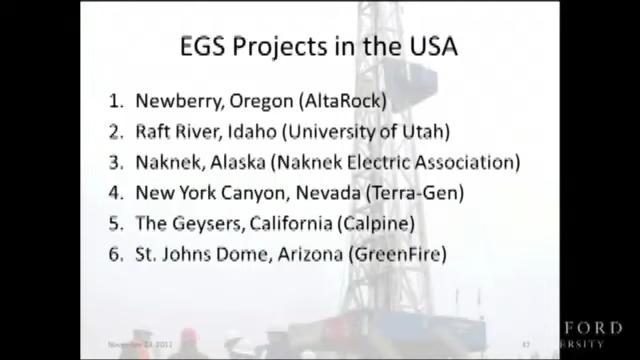 EGS Projects in the USA
1. Newberry, Oregon (AltaRock)
2. Raft River, Idaho (University of Utah)
3. Naknek, Alaska (Naknek Electric Association)
4. New York Canyon, Nevada (Terra-Gen)
5. The Geysers, California (Calpine)
6. St. Johns Dome, Arizona (GreenFire)
FORD
ERSITY